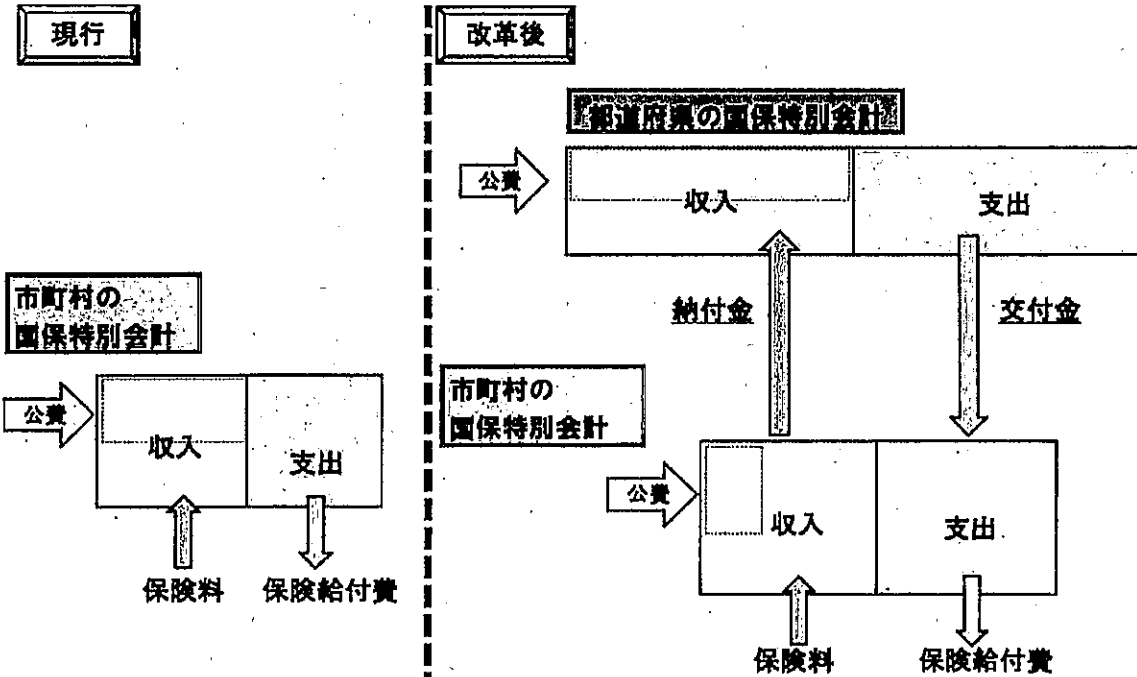 現行
市町村の
国保特別会計
公費
収入
支出
保険料
保険給付費
改革後
都道府県の国保特別会計
公費
収入
支出
納付金
交付金
市町村の
国保特別会計
公費
収入
支出
保険料
保険給付費